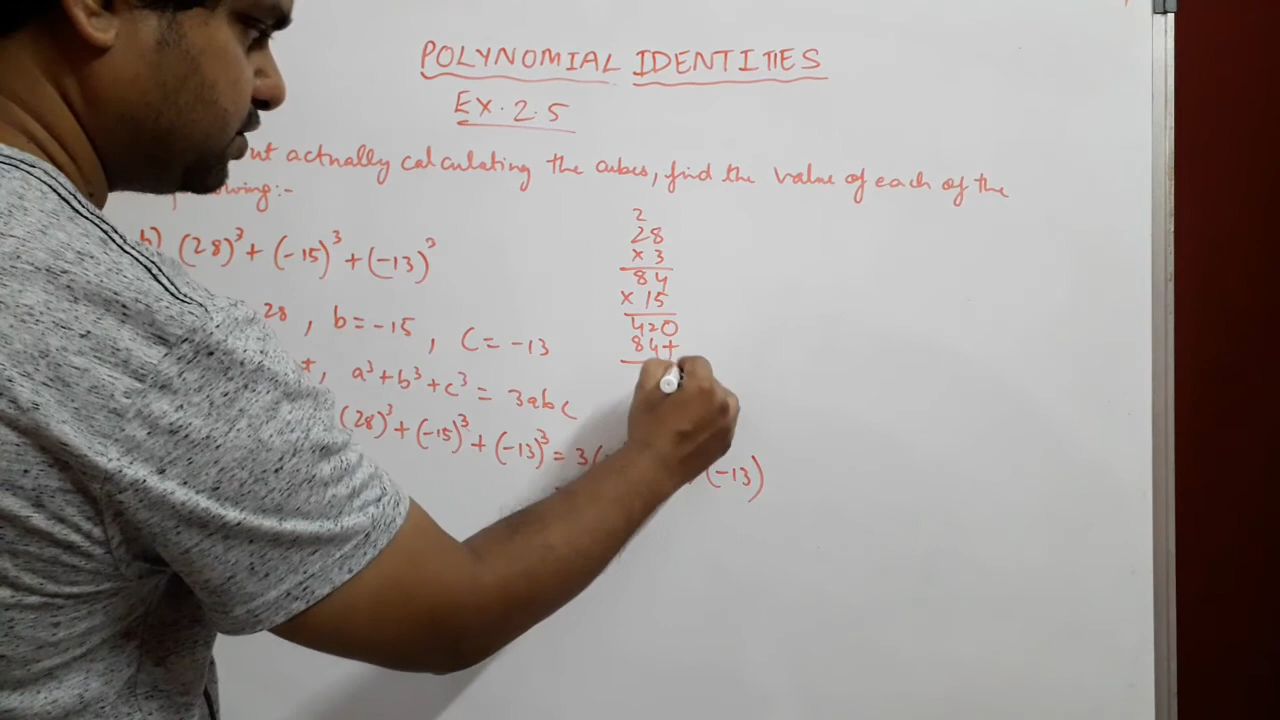 POLYNOMIAL IDENTITIES
EX. 2.5
actually calculating the cubes, find the value of each of the
:-
b) (28)³ + (-15)³ + (-13)³
28, b = -15, C = -13
, a³ + b³ + c³ = 3abc
(28)³ + (-15)³ + (-13)³ = 3( (-13)
2
28
× 3
84
× 15
420
84+